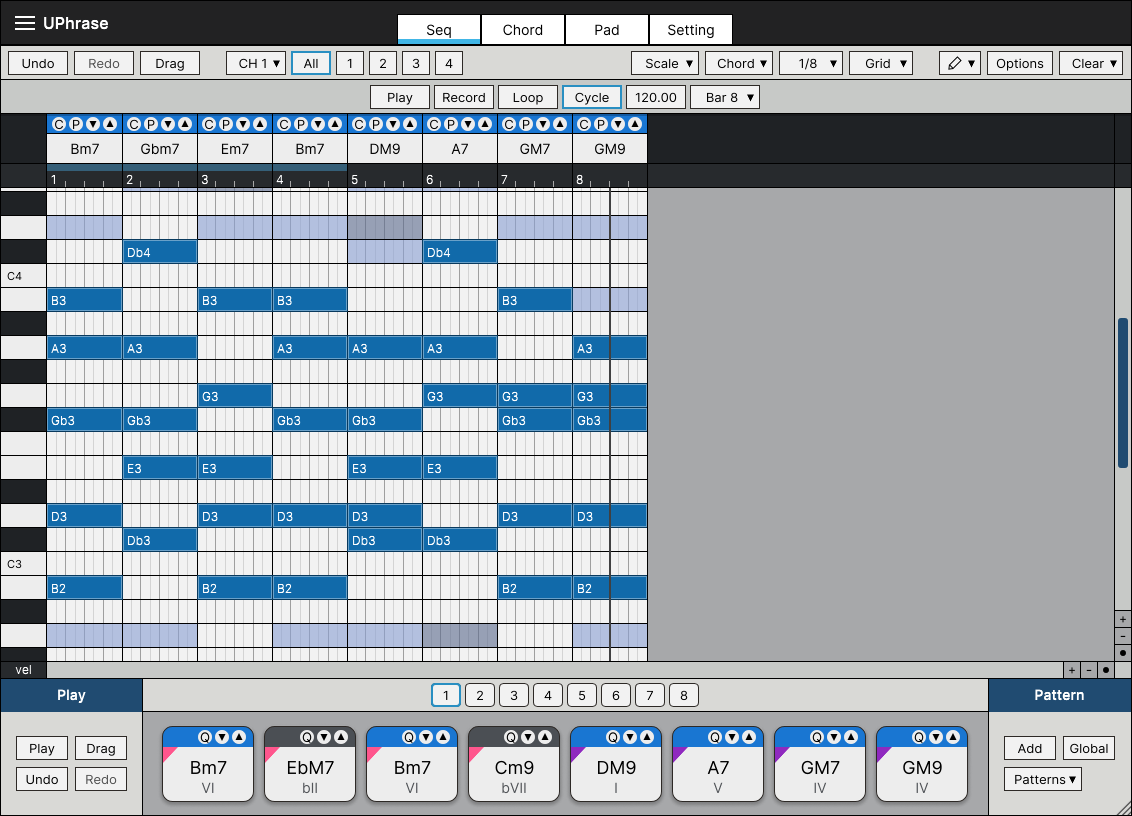 UPhrase
Seq Chord Pad Setting
Undo Redo Drag CH 1 ▾ All 1 2 3 4 Scale ▾ Chord ▾ 1/8 ▾ Grid ▾ ▾ Options Clear ▾
Play Record Loop Cycle 120.00 Bar 8 ▾
C P C P C P C P C P C P C P C P
Bm7 Gbm7 Em7 Bm7 DM9 A7 GM7 GM9
1 2 3 4 5 6 7 8
Db4 Db4
C4
B3 B3 B3 B3
A3 A3 A3 A3 A3 A3
G3 G3 G3 G3
Gb3 Gb3 Gb3 Gb3 Gb3 Gb3
E3 E3 E3 E3
D3 D3 D3 D3 D3 D3
Db3 Db3 Db3
C3
B2 B2 B2 B2 B2
+
-
vel + -
Play 1 2 3 4 5 6 7 8 Pattern
Q Q Q Q Q Q Q Q
Play Drag Bm7 EbM7 Bm7 Cm9 DM9 A7 GM7 GM9 Add Global
Undo Redo VI bII VI bVII I V IV IV Patterns ▾